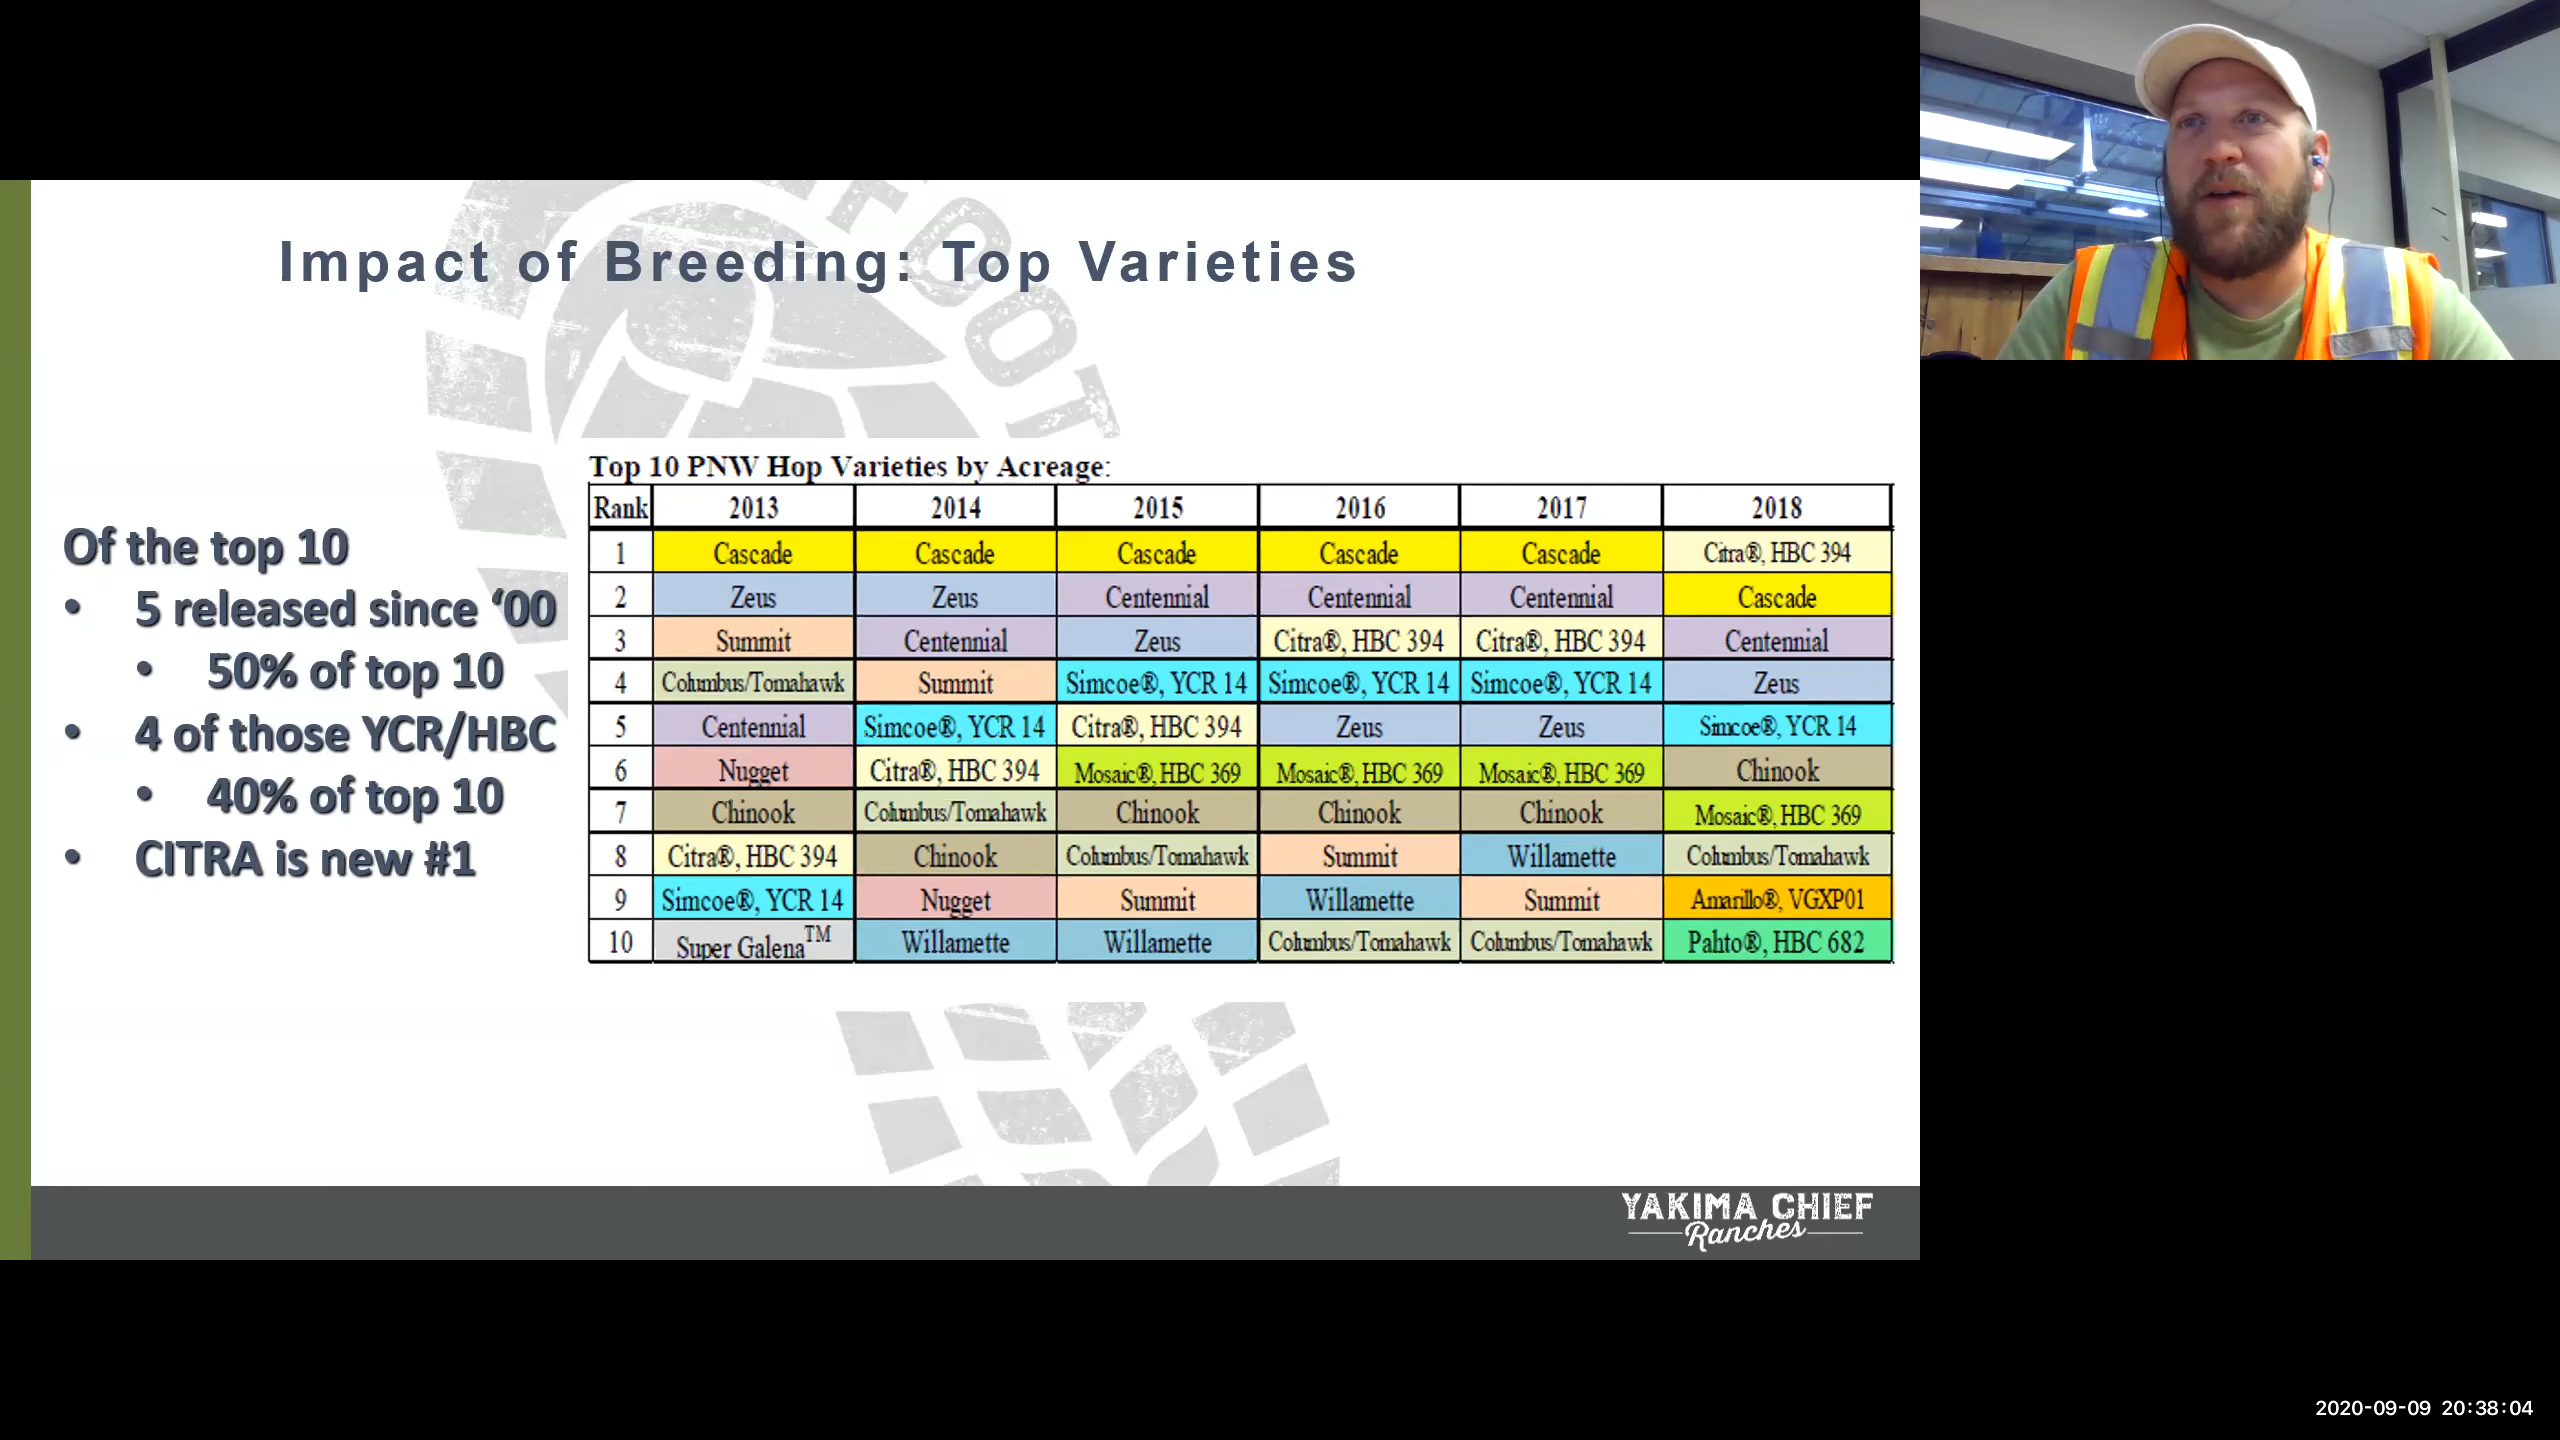 FOOT
Impact of Breeding: Top Varieties
Of the top 10
• 5 released since ‘00
• 50% of top 10
• 4 of those YCR/HBC
• 40% of top 10
• CITRA is new #1
Top 10 PNW Hop Varieties by Acreage:
Rank 2013 2014 2015 2016 2017 2018
1 Cascade Cascade Cascade Cascade Cascade Citra®, HBC 394
2 Zeus Zeus Centennial Centennial Centennial Cascade
3 Summit Centennial Zeus Citra®, HBC 394 Citra®, HBC 394 Centennial
4 Columbus/Tomahawk Summit Simcoe®, YCR 14 Simcoe®, YCR 14 Simcoe®, YCR 14 Zeus
5 Centennial Simcoe®, YCR 14 Citra®, HBC 394 Zeus Zeus Simcoe®, YCR 14
6 Nugget Citra®, HBC 394 Mosaic®, HBC 369 Mosaic®, HBC 369 Mosaic®, HBC 369 Chinook
7 Chinook Columbus/Tomahawk Chinook Chinook Chinook Mosaic®, HBC 369
8 Citra®, HBC 394 Chinook Columbus/Tomahawk Summit Willamette Columbus/Tomahawk
9 Simcoe®, YCR 14 Nugget Summit Willamette Summit Amarillo®, VGXP01
10 Super Galena™ Willamette Willamette Columbus/Tomahawk Columbus/Tomahawk Pahto®, HBC 682
YAKIMA CHIEF
Ranches
2020-09-09 20:38:04